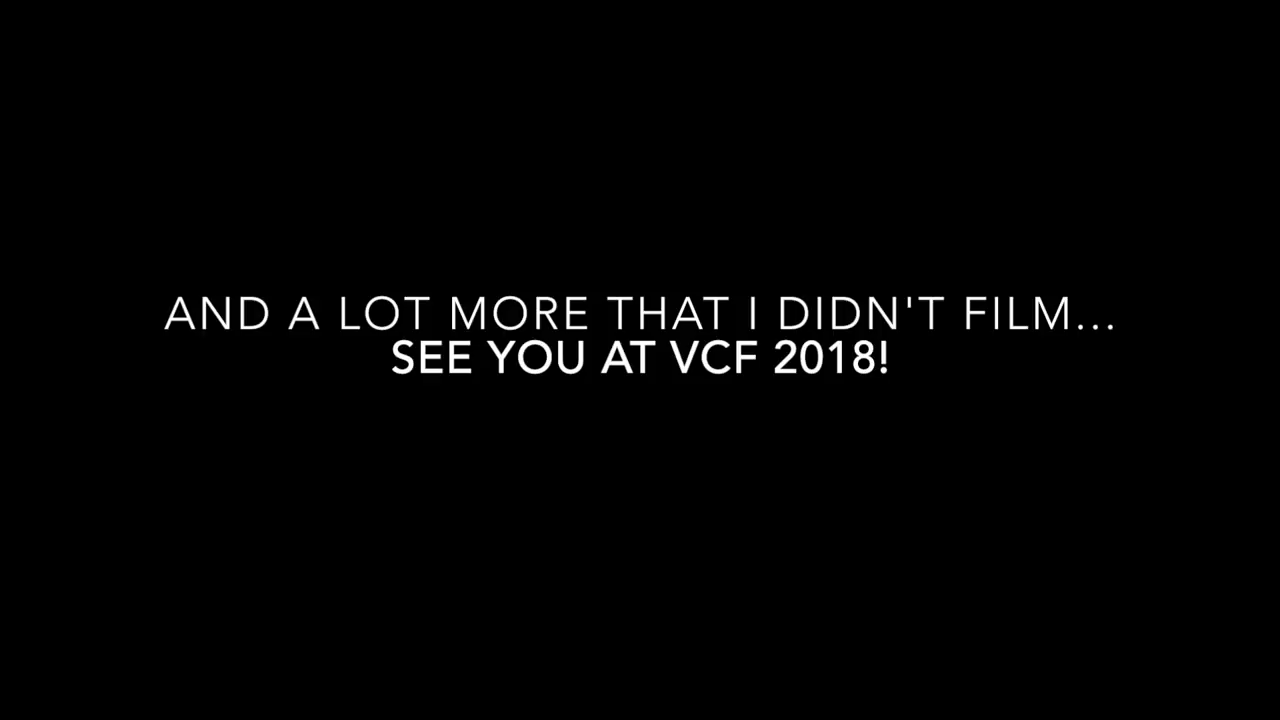 AND A LOT MORE THAT I DIDN'T FILM...
SEE YOU AT VCF 2018!